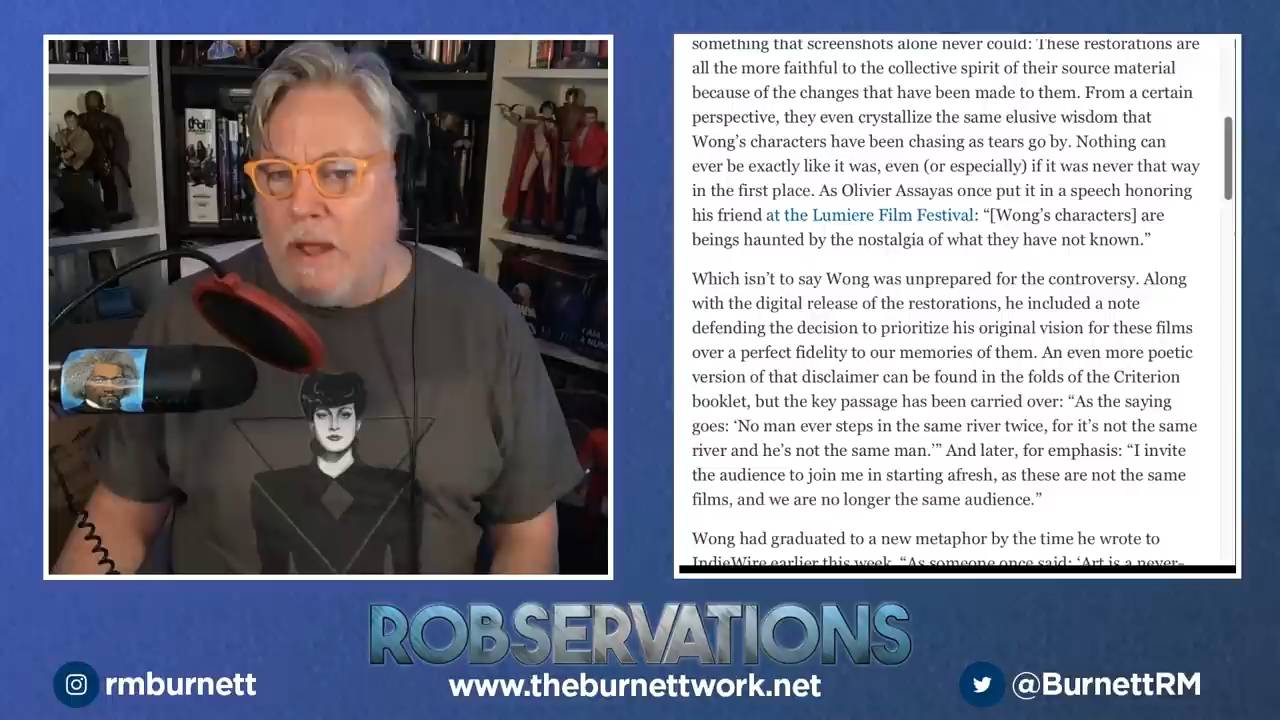 something that screenshots alone never could: These restorations are
all the more faithful to the collective spirit of their source material
because of the changes that have been made to them. From a certain
perspective, they even crystallize the same elusive wisdom that
Wong’s characters have been chasing as tears go by. Nothing can
ever be exactly like it was, even (or especially) if it was never that way
in the first place. As Olivier Assayas once put it in a speech honoring
his friend at the Lumiere Film Festival: “[Wong’s characters] are
beings haunted by the nostalgia of what they have not known.”
Which isn’t to say Wong was unprepared for the controversy. Along
with the digital release of the restorations, he included a note
defending the decision to prioritize his original vision for these films
over a perfect fidelity to our memories of them. An even more poetic
version of that disclaimer can be found in the folds of the Criterion
booklet, but the key passage has been carried over: “As the saying
goes: ‘No man ever steps in the same river twice, for it’s not the same
river and he’s not the same man.’” And later, for emphasis: “I invite
the audience to join me in starting afresh, as these are not the same
films, and we are no longer the same audience.”
Wong had graduated to a new metaphor by the time he wrote to
IndieWire earlier this week. “As someone once said: ‘Art is a never-
ROBSERVATIONS
rmburnett
www.theburnettwork.net
@BurnettRM